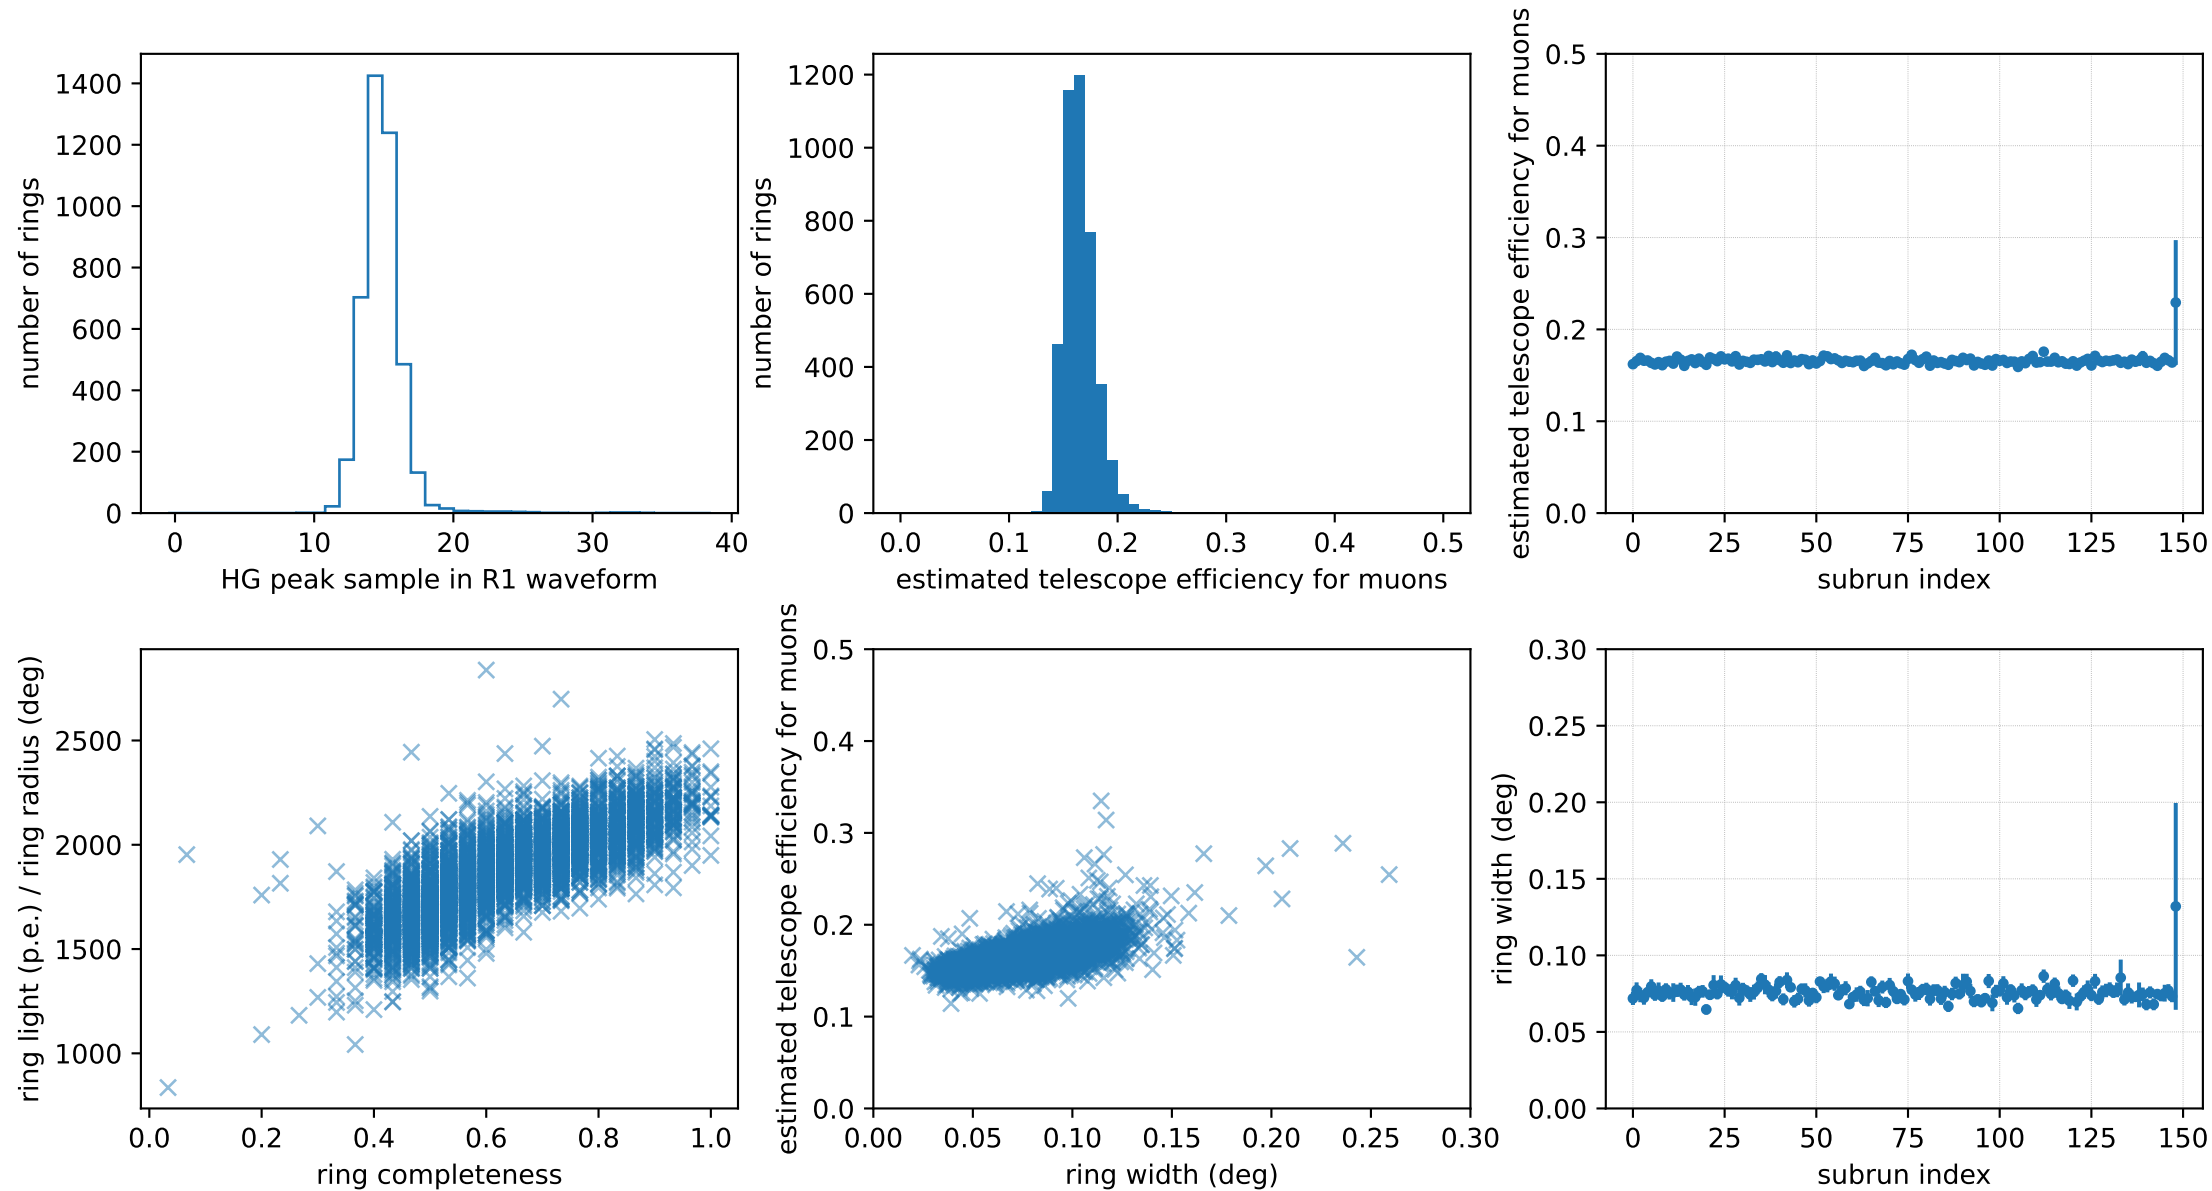 number of rings
1400
1200
1000
800
600
400
200
0
0 10 20 30 40
HG peak sample in R1 waveform
number of rings
1200
1000
800
600
400
200
0
0.0 0.1 0.2 0.3 0.4 0.5
estimated telescope efficiency for muons
estimated telescope efficiency for muons
0.5
0.4
0.3
0.2
0.1
0.0
0 25 50 75 100 125 150
subrun index
ring light (p.e.) / ring radius (deg)
2500
2000
1500
1000
0.0 0.2 0.4 0.6 0.8 1.0
ring completeness
estimated telescope efficiency for muons
0.5
0.4
0.3
0.2
0.1
0.0
0.00 0.05 0.10 0.15 0.20 0.25 0.30
ring width (deg)
ring width (deg)
0.30
0.25
0.20
0.15
0.10
0.05
0.00
0 25 50 75 100 125 150
subrun index